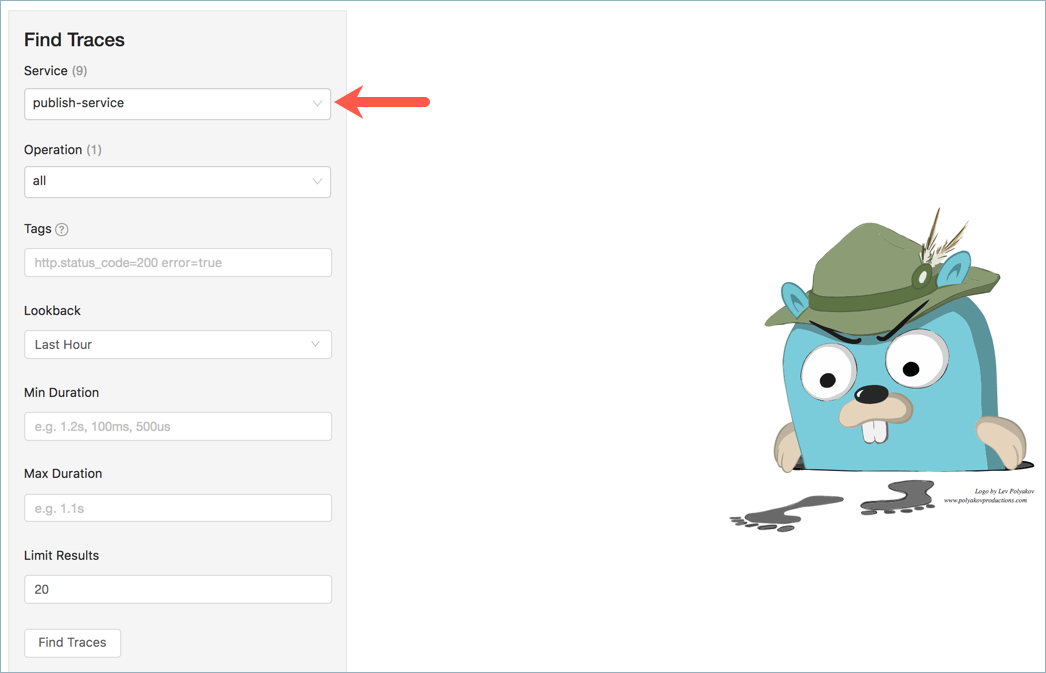 Find Traces
Service (9)
publish-service
Operation (1)
all
Tags ?
http.status_code=200 error=true
Lookback
Last Hour
Min Duration
e.g. 1.2s, 100ms, 500us
Max Duration
e.g. 1.1s
Limit Results
20
Find Traces
Logo by Lev Polyakov
www.polyakovproductions.com